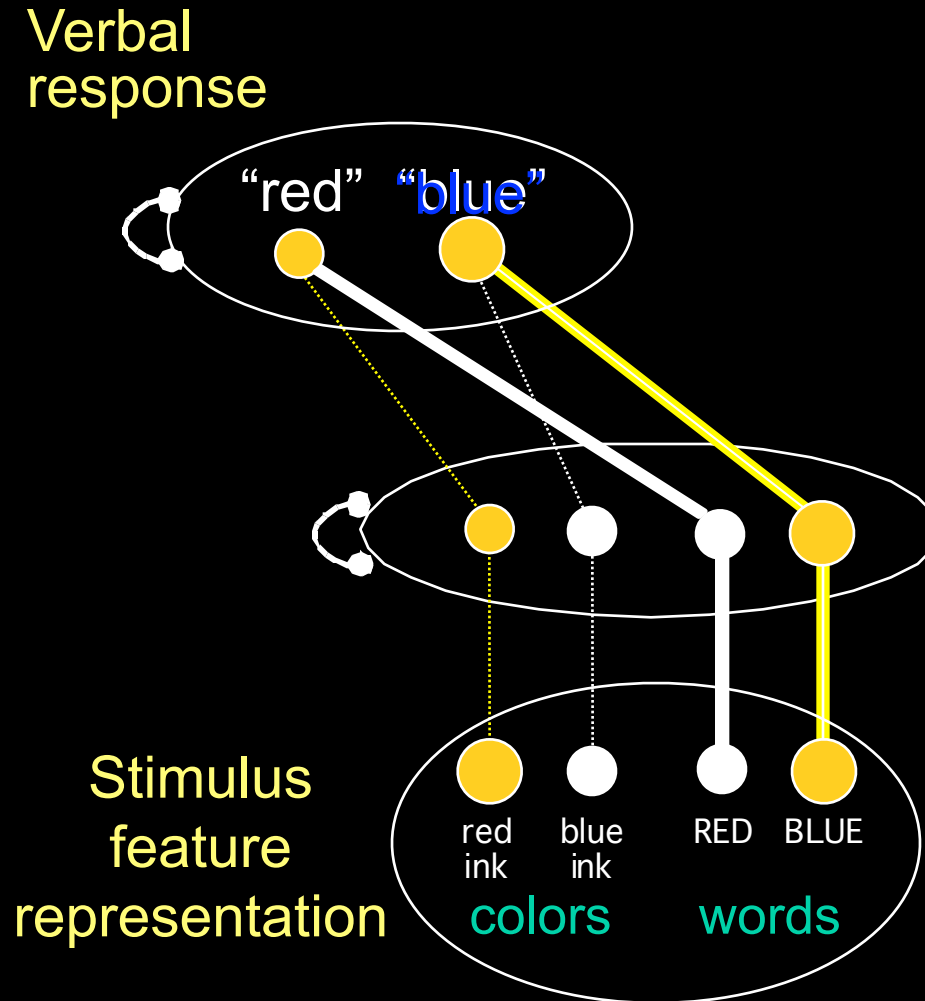 Verbal
response
“red” “blue”
Stimulus
feature
representation
red
ink
blue
ink
RED BLUE
colors words